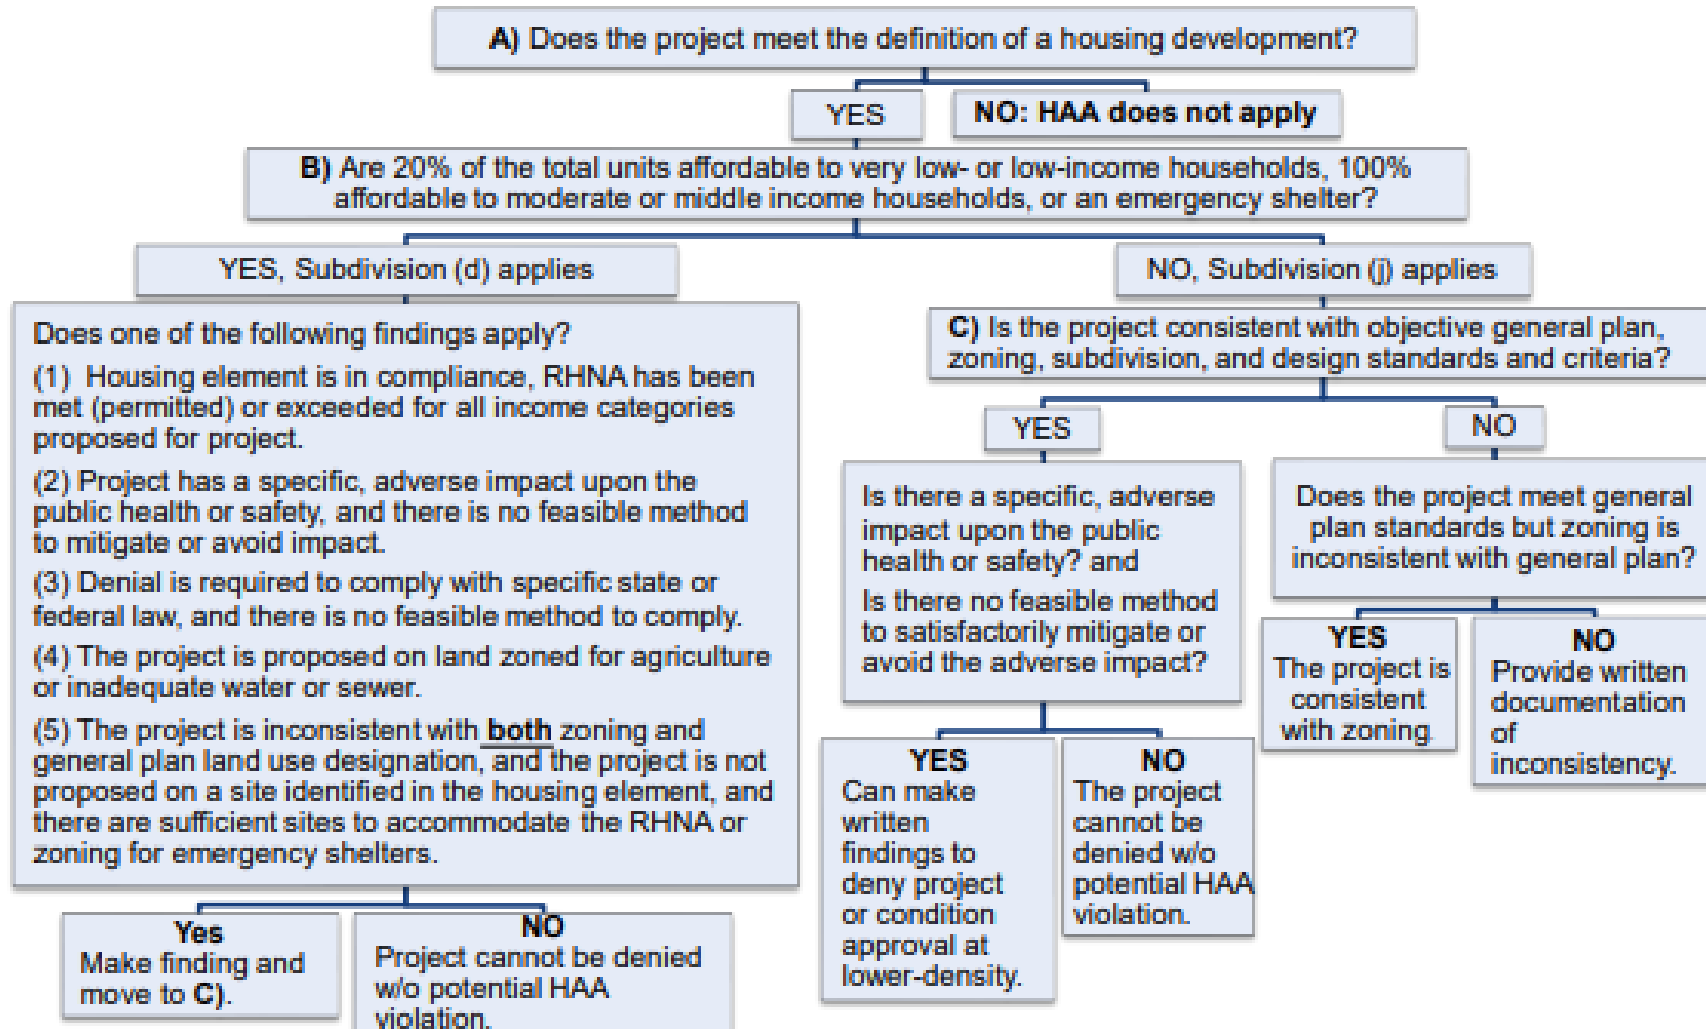 A) Does the project meet the definition of a housing development?
YES
NO: HAA does not apply
B) Are 20% of the total units affordable to very low- or low-income households, 100%
affordable to moderate or middle income households, or an emergency shelter?
YES, Subdivision (d) applies
Does one of the following findings apply?
(1) Housing element is in compliance, RHNA has been
met (permitted) or exceeded for all income categories
proposed for project.
(2) Project has a specific, adverse impact upon the
public health or safety, and there is no feasible method
to mitigate or avoid impact.
(3) Denial is required to comply with specific state or
federal law, and there is no feasible method to comply.
(4) The project is proposed on land zoned for agriculture
or inadequate water or sewer.
(5) The project is inconsistent with both zoning and
general plan land use designation, and the project is not
proposed on a site identified in the housing element, and
there are sufficient sites to accommodate the RHNA or
zoning for emergency shelters.
Yes
Make finding and
move to C).
NO
Project cannot be denied
w/o potential HAA
violation.
NO, Subdivision (j) applies
C) Is the project consistent with objective general plan,
zoning, subdivision, and design standards and criteria?
YES
Is there a specific, adverse
impact upon the public
health or safety? and
Is there no feasible method
to satisfactorily mitigate or
avoid the adverse impact?
YES
Can make
written
findings to
deny project
or condition
approval at
lower-density.
NO
The project
cannot be
denied w/o
potential HAA
violation.
NO
Does the project meet general
plan standards but zoning is
inconsistent with general plan?
YES
The project is
consistent
with zoning.
NO
Provide written
documentation
of
inconsistency.